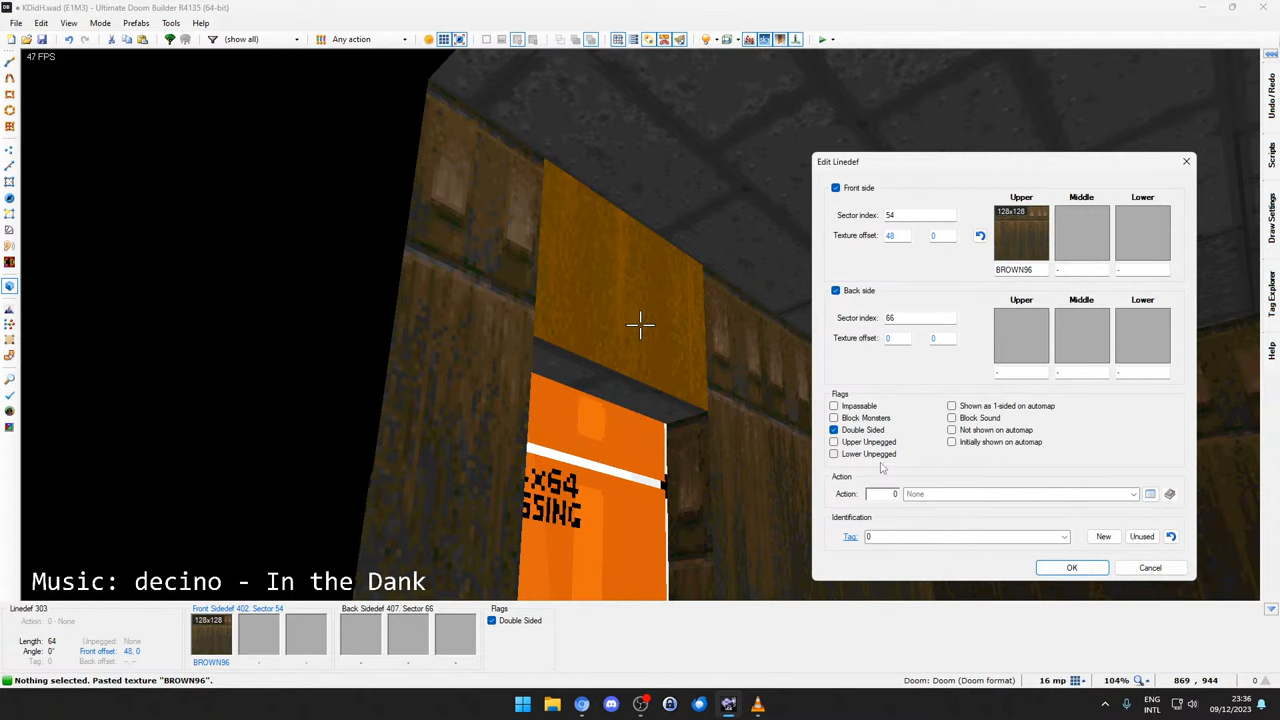 KDidH.wad (E1M3) - Ultimate Doom Builder R4135 (64-bit)
File Edit View Mode Prefabs Tools Help
(show all) Any action
47 FPS
Undo / Redo
Scripts
Draw Settings
Tag Explorer
Help
Edit Linedef
Front side
Upper Middle Lower
128x128
Sector index: 54
Texture offset: 48 0
BROWN96 - -
Back side
Upper Middle Lower
Sector index: 66
Texture offset: 0 0
- - -
Flags
Impassable Shown as 1-sided on automap
Block Monsters Block Sound
Double Sided Not shown on automap
Upper Unpegged Initially shown on automap
Lower Unpegged
Action
Action: 0 None
Identification
Tag: 0 New Unused
OK Cancel
x64
SSING
Music: decino - In the Dank
Linedef 303 Front Sidedef 402. Sector 54 Back Sidedef 407. Sector 66 Flags
Action: 0 - None 128x128 Double Sided
Length: 64 Unpegged: None
Angle: 0° Front offset: 48, 0
Tag: 0 Back offset: --, -- BROWN96 - - - - -
Nothing selected. Pasted texture "BROWN96". Doom: Doom (Doom format) 16 mp 104% 869 , 944 0
ENG
INTL
23:36
09/12/2023